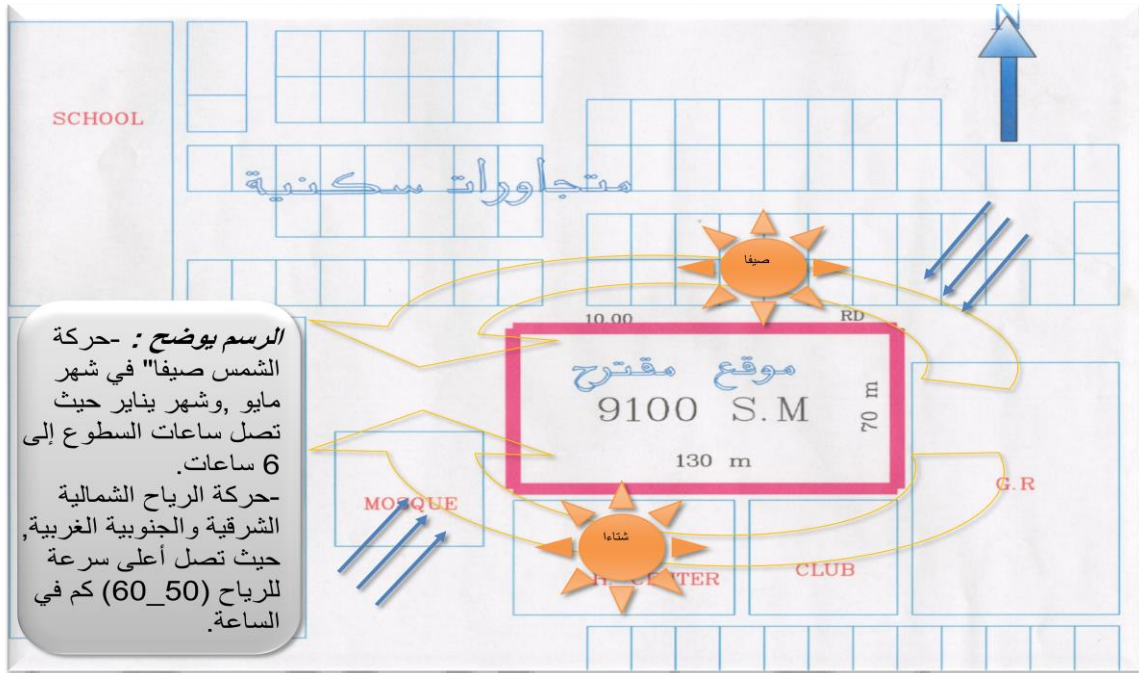 N
SCHOOL
متجاورات سكنية
صيفا
10.00
RD
موقع مقترح
9100 S.M
70 m
130 m
الرسم يوضح : -حركة
الشمس صيفا" في شهر
مايو ,وشهر يناير حيث
تصل ساعات السطوع إلى
6 ساعات.
-حركة الرياح الشمالية
الشرقية والجنوبية الغربية,
حيث تصل أعلى سرعة
للرياح (50_60) كم في
الساعة.
MOSQUE
G.R
شتاءا
CLUB